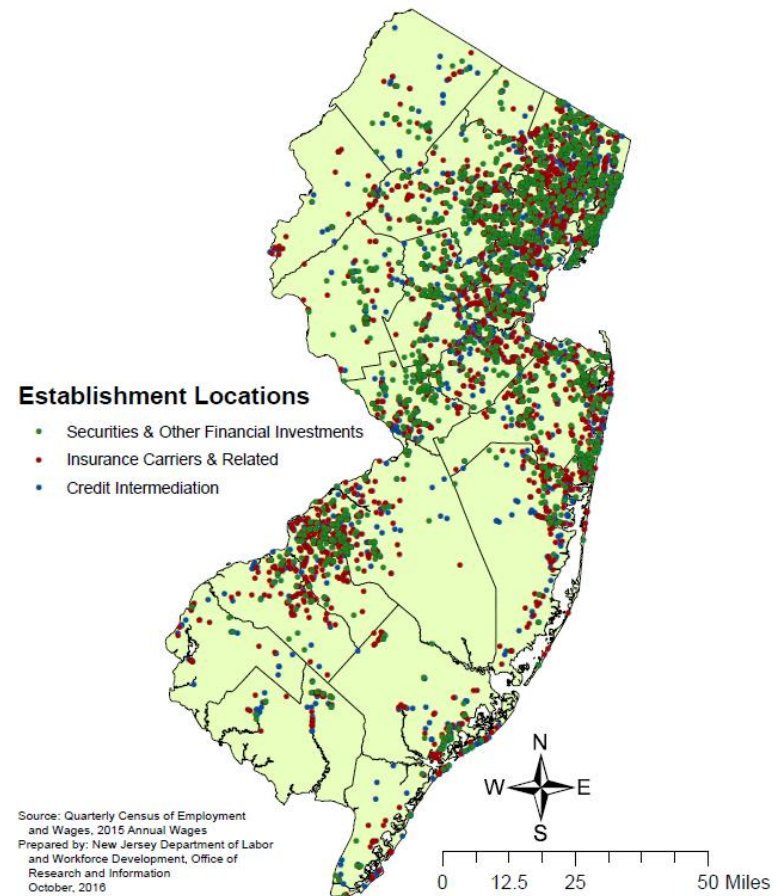 Establishment Locations
Securities & Other Financial Investments
Insurance Carriers & Related
Credit Intermediation
N
W E
S
Source: Quarterly Census of Employment
and Wages, 2015 Annual Wages
Prepared by: New Jersey Department of Labor
and Workforce Development, Office of
Research and Information
October, 2016
0 12.5 25 50 Miles